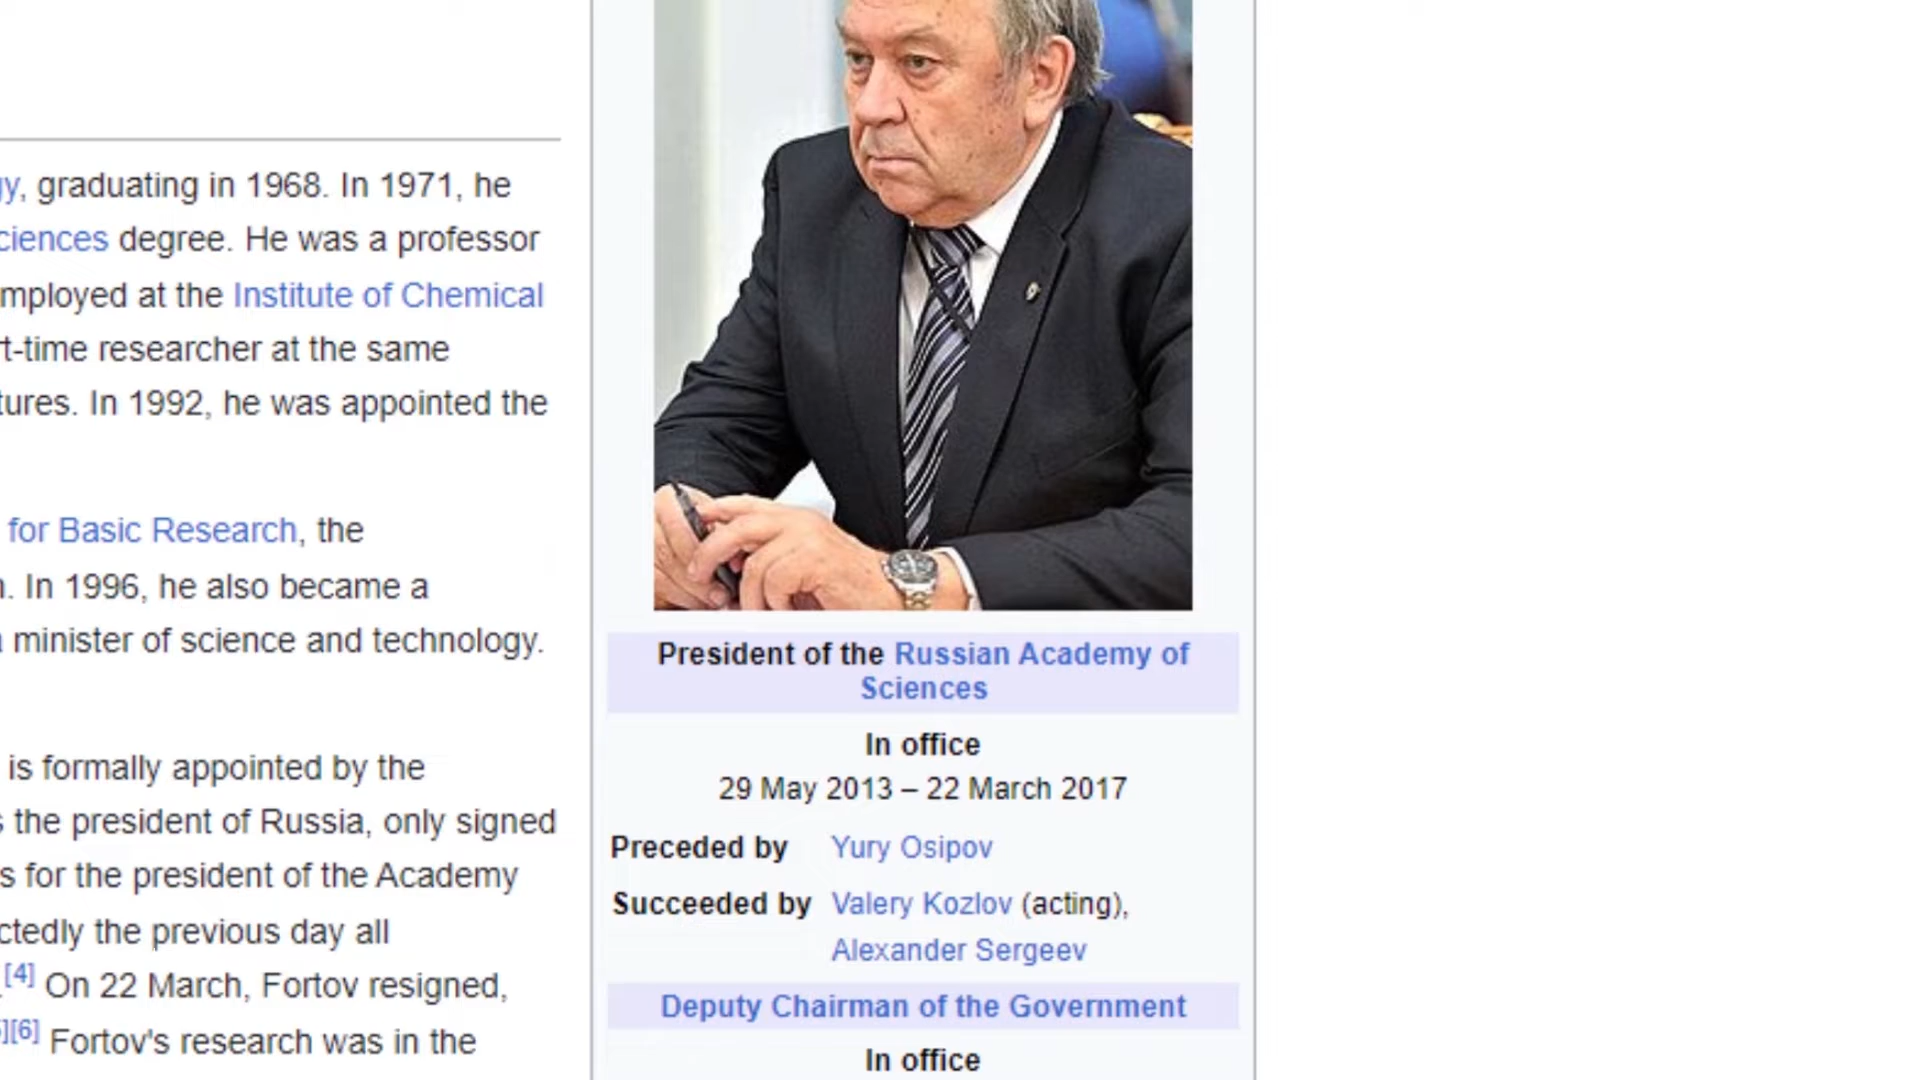 gy, graduating in 1968. In 1971, he
ciences degree. He was a professor
mployed at the Institute of Chemical
rt-time researcher at the same
tures. In 1992, he was appointed the
for Basic Research, the
n. In 1996, he also became a
a minister of science and technology.
is formally appointed by the
s the president of Russia, only signed
s for the president of the Academy
ctedly the previous day all
.[4] On 22 March, Fortov resigned,
][6] Fortov's research was in the
President of the Russian Academy of
Sciences
In office
29 May 2013 – 22 March 2017
Preceded by Yury Osipov
Succeeded by Valery Kozlov (acting),
Alexander Sergeev
Deputy Chairman of the Government
In office